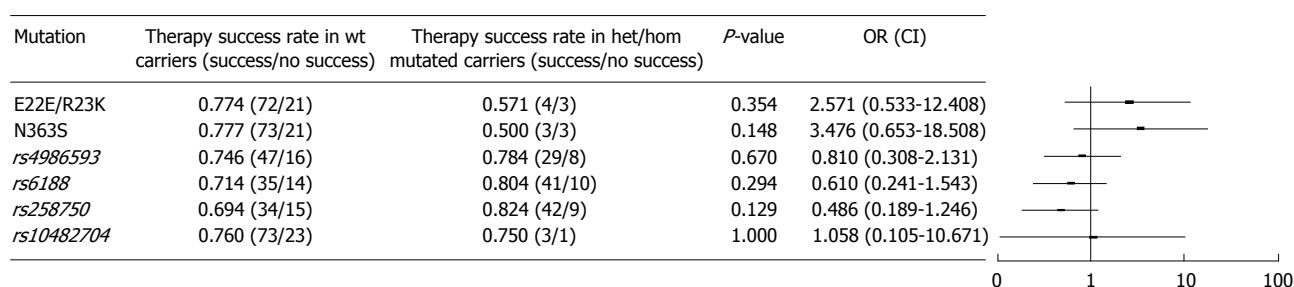 Mutation Therapy success rate in wt carriers (success/no success) Therapy success rate in het/hom mutated carriers (success/no success) P-value OR (CI)
E22E/R23K 0.774 (72/21) 0.571 (4/3) 0.354 2.571 (0.533-12.408)
N363S 0.777 (73/21) 0.500 (3/3) 0.148 3.476 (0.653-18.508)
rs4986593 0.746 (47/16) 0.784 (29/8) 0.670 0.810 (0.308-2.131)
rs6188 0.714 (35/14) 0.804 (41/10) 0.294 0.610 (0.241-1.543)
rs258750 0.694 (34/15) 0.824 (42/9) 0.129 0.486 (0.189-1.246)
rs10482704 0.760 (73/23) 0.750 (3/1) 1.000 1.058 (0.105-10.671)
0 1 10 100